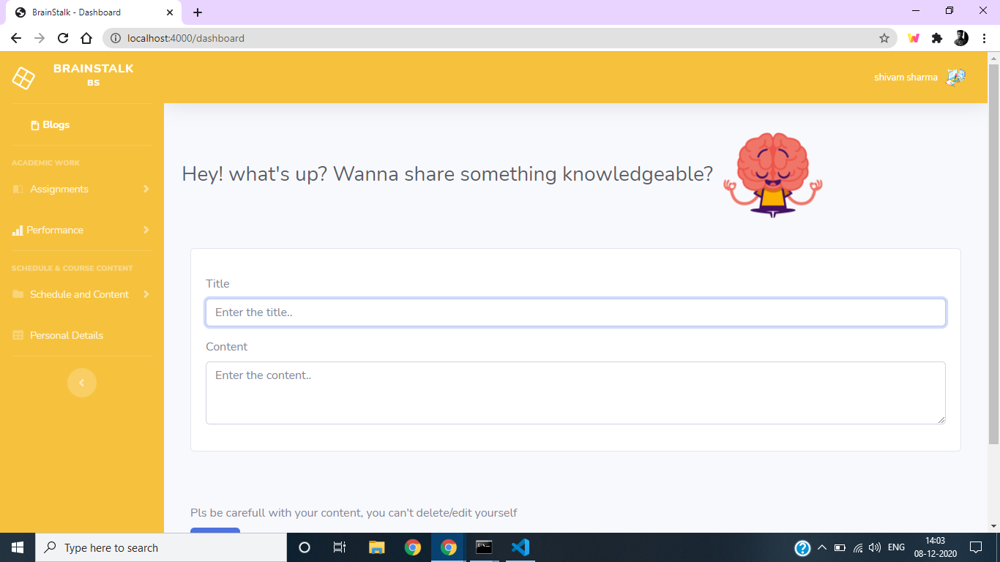 BrainStalk - Dashboard
localhost:4000/dashboard
BRAINSTALK
BS
shivam sharma
Blogs
ACADEMIC WORK
Assignments
Performance
SCHEDULE & COURSE CONTENT
Schedule and Content
Personal Details
Hey! what's up? Wanna share something knowledgeable?
Title
Enter the title..
Content
Enter the content..
Pls be carefull with your content, you can't delete/edit yourself
Type here to search
ENG
14:03
08-12-2020